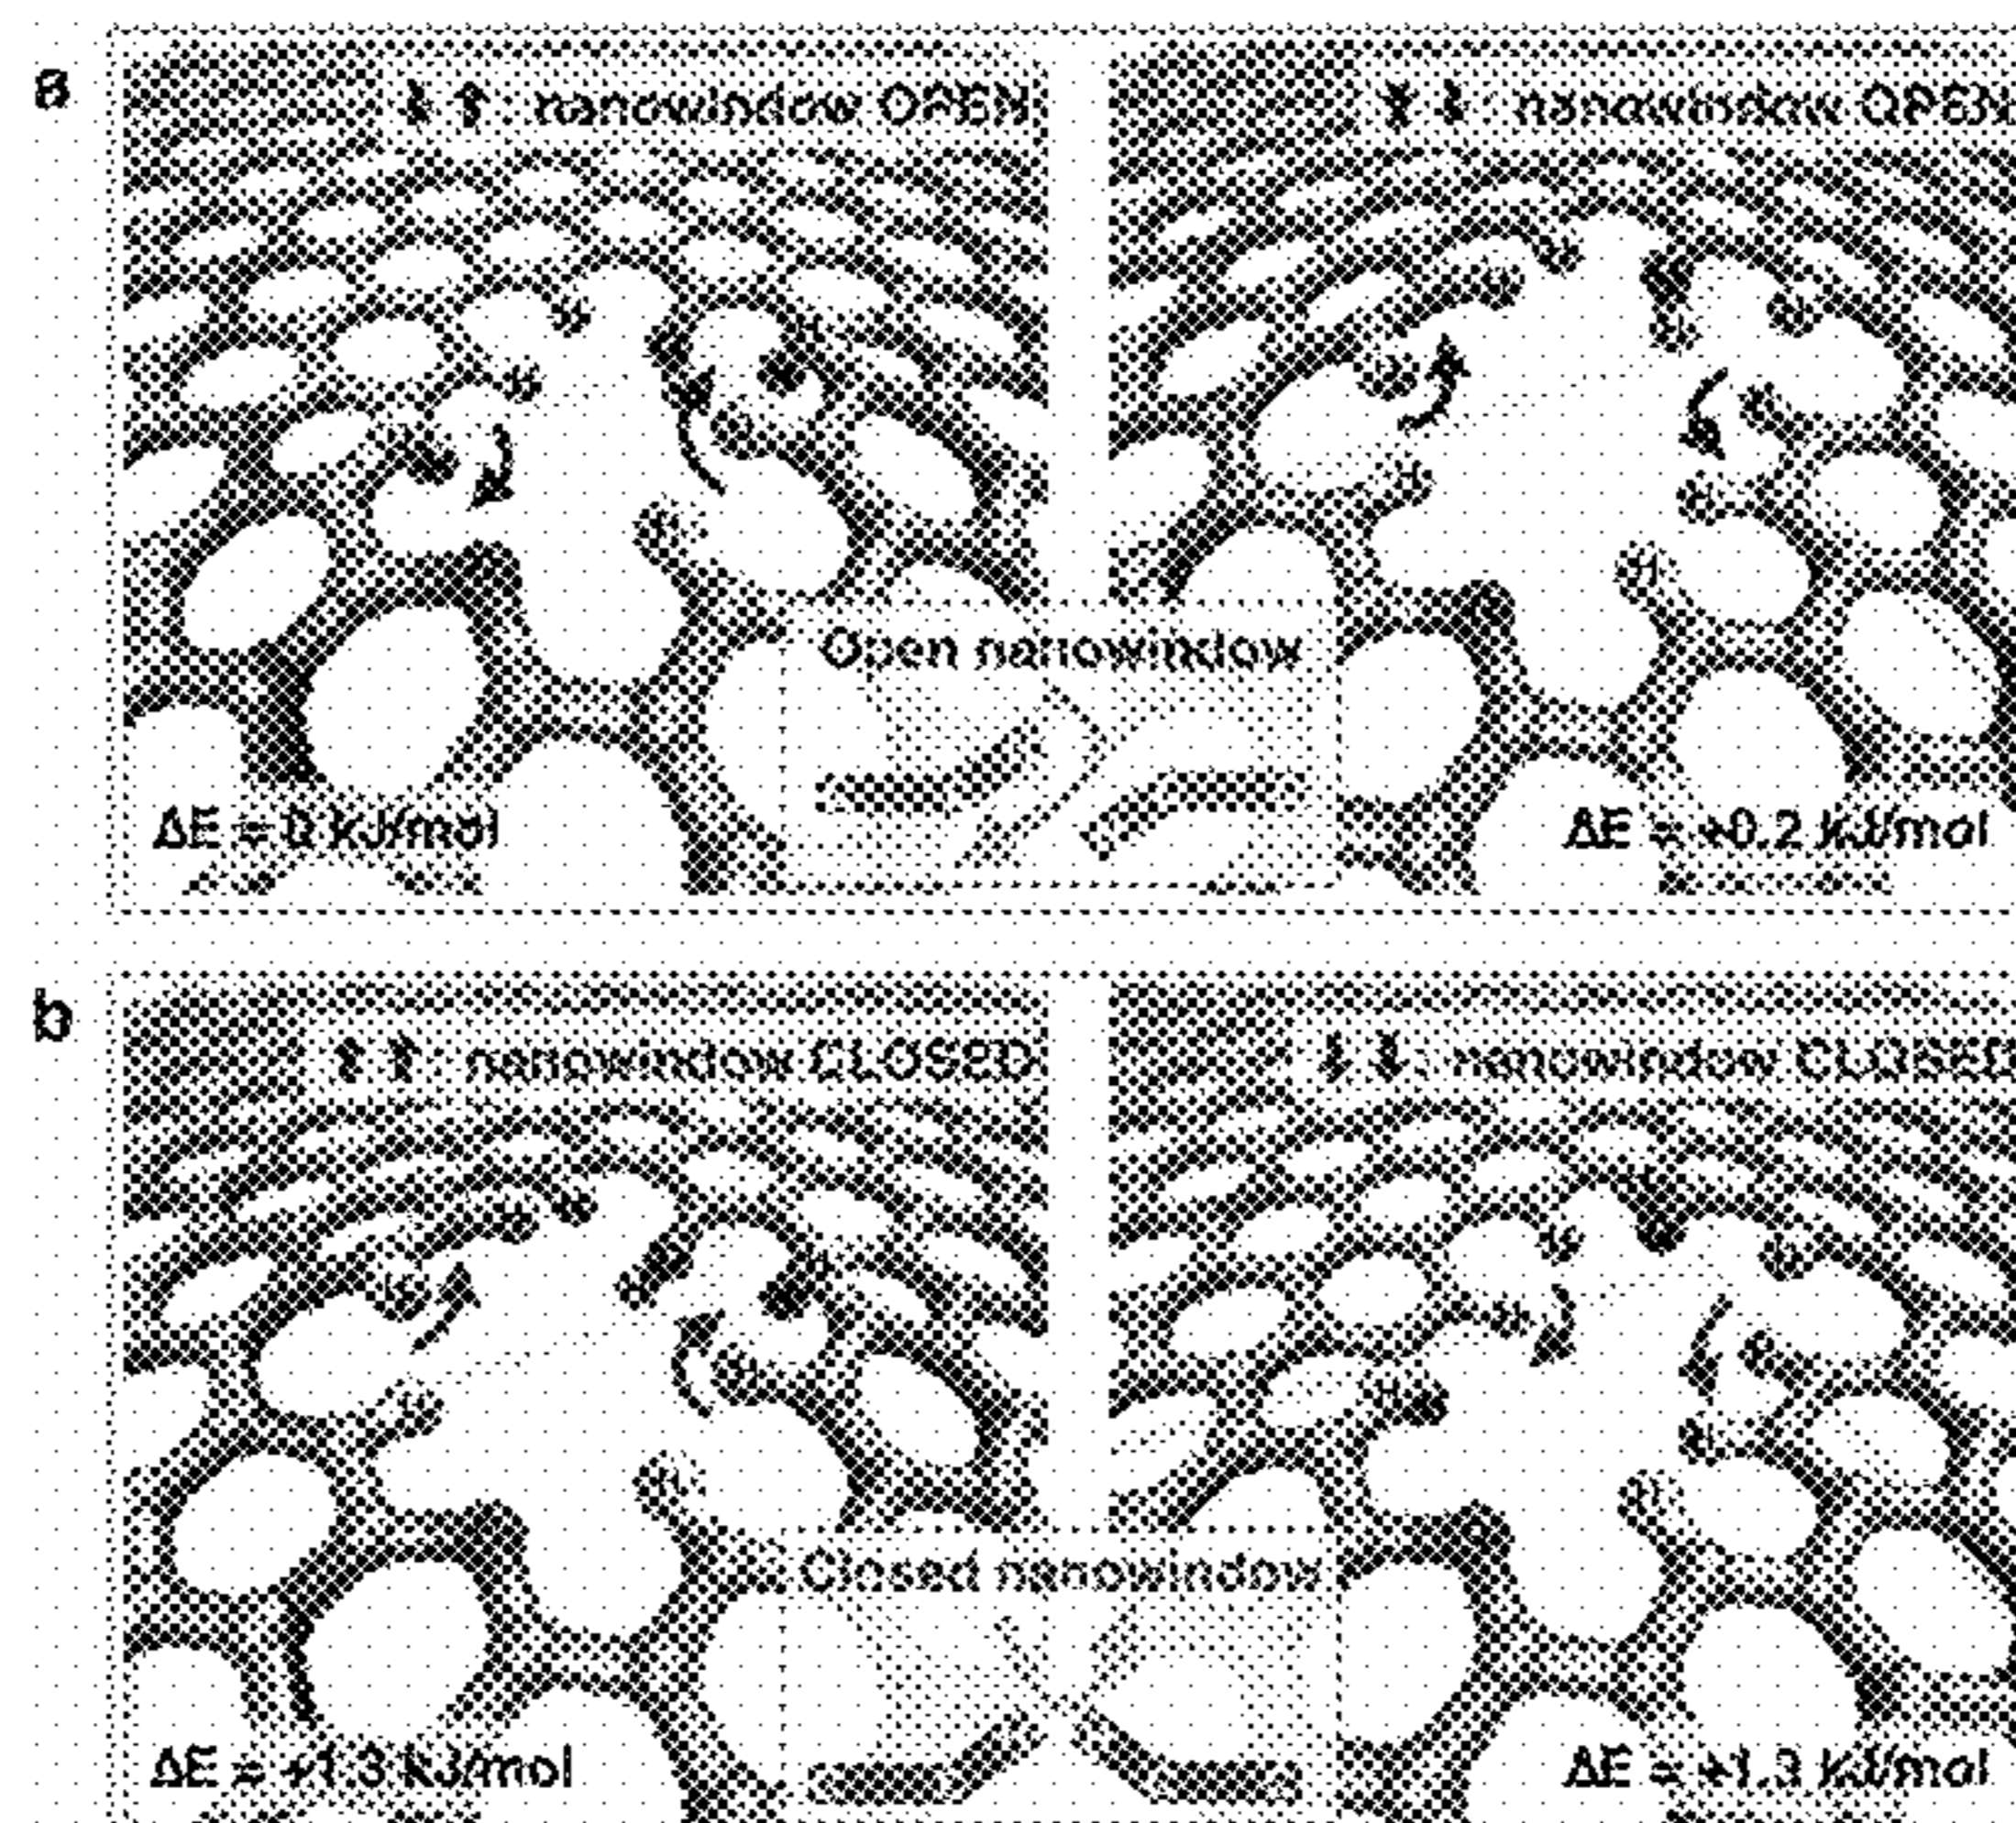 a
↓ ↑ : nanowindow OPEN
↑ ↓ : nanowindow OPEN
Open nanowindow
ΔE = 0 kJ/mol
ΔE = +0.2 kJ/mol
b
↑ ↑ : nanowindow CLOSED
↓ ↓ : nanowindow CLOSED
Closed nanowindow
ΔE = +1.3 kJ/mol
ΔE = +1.3 kJ/mol